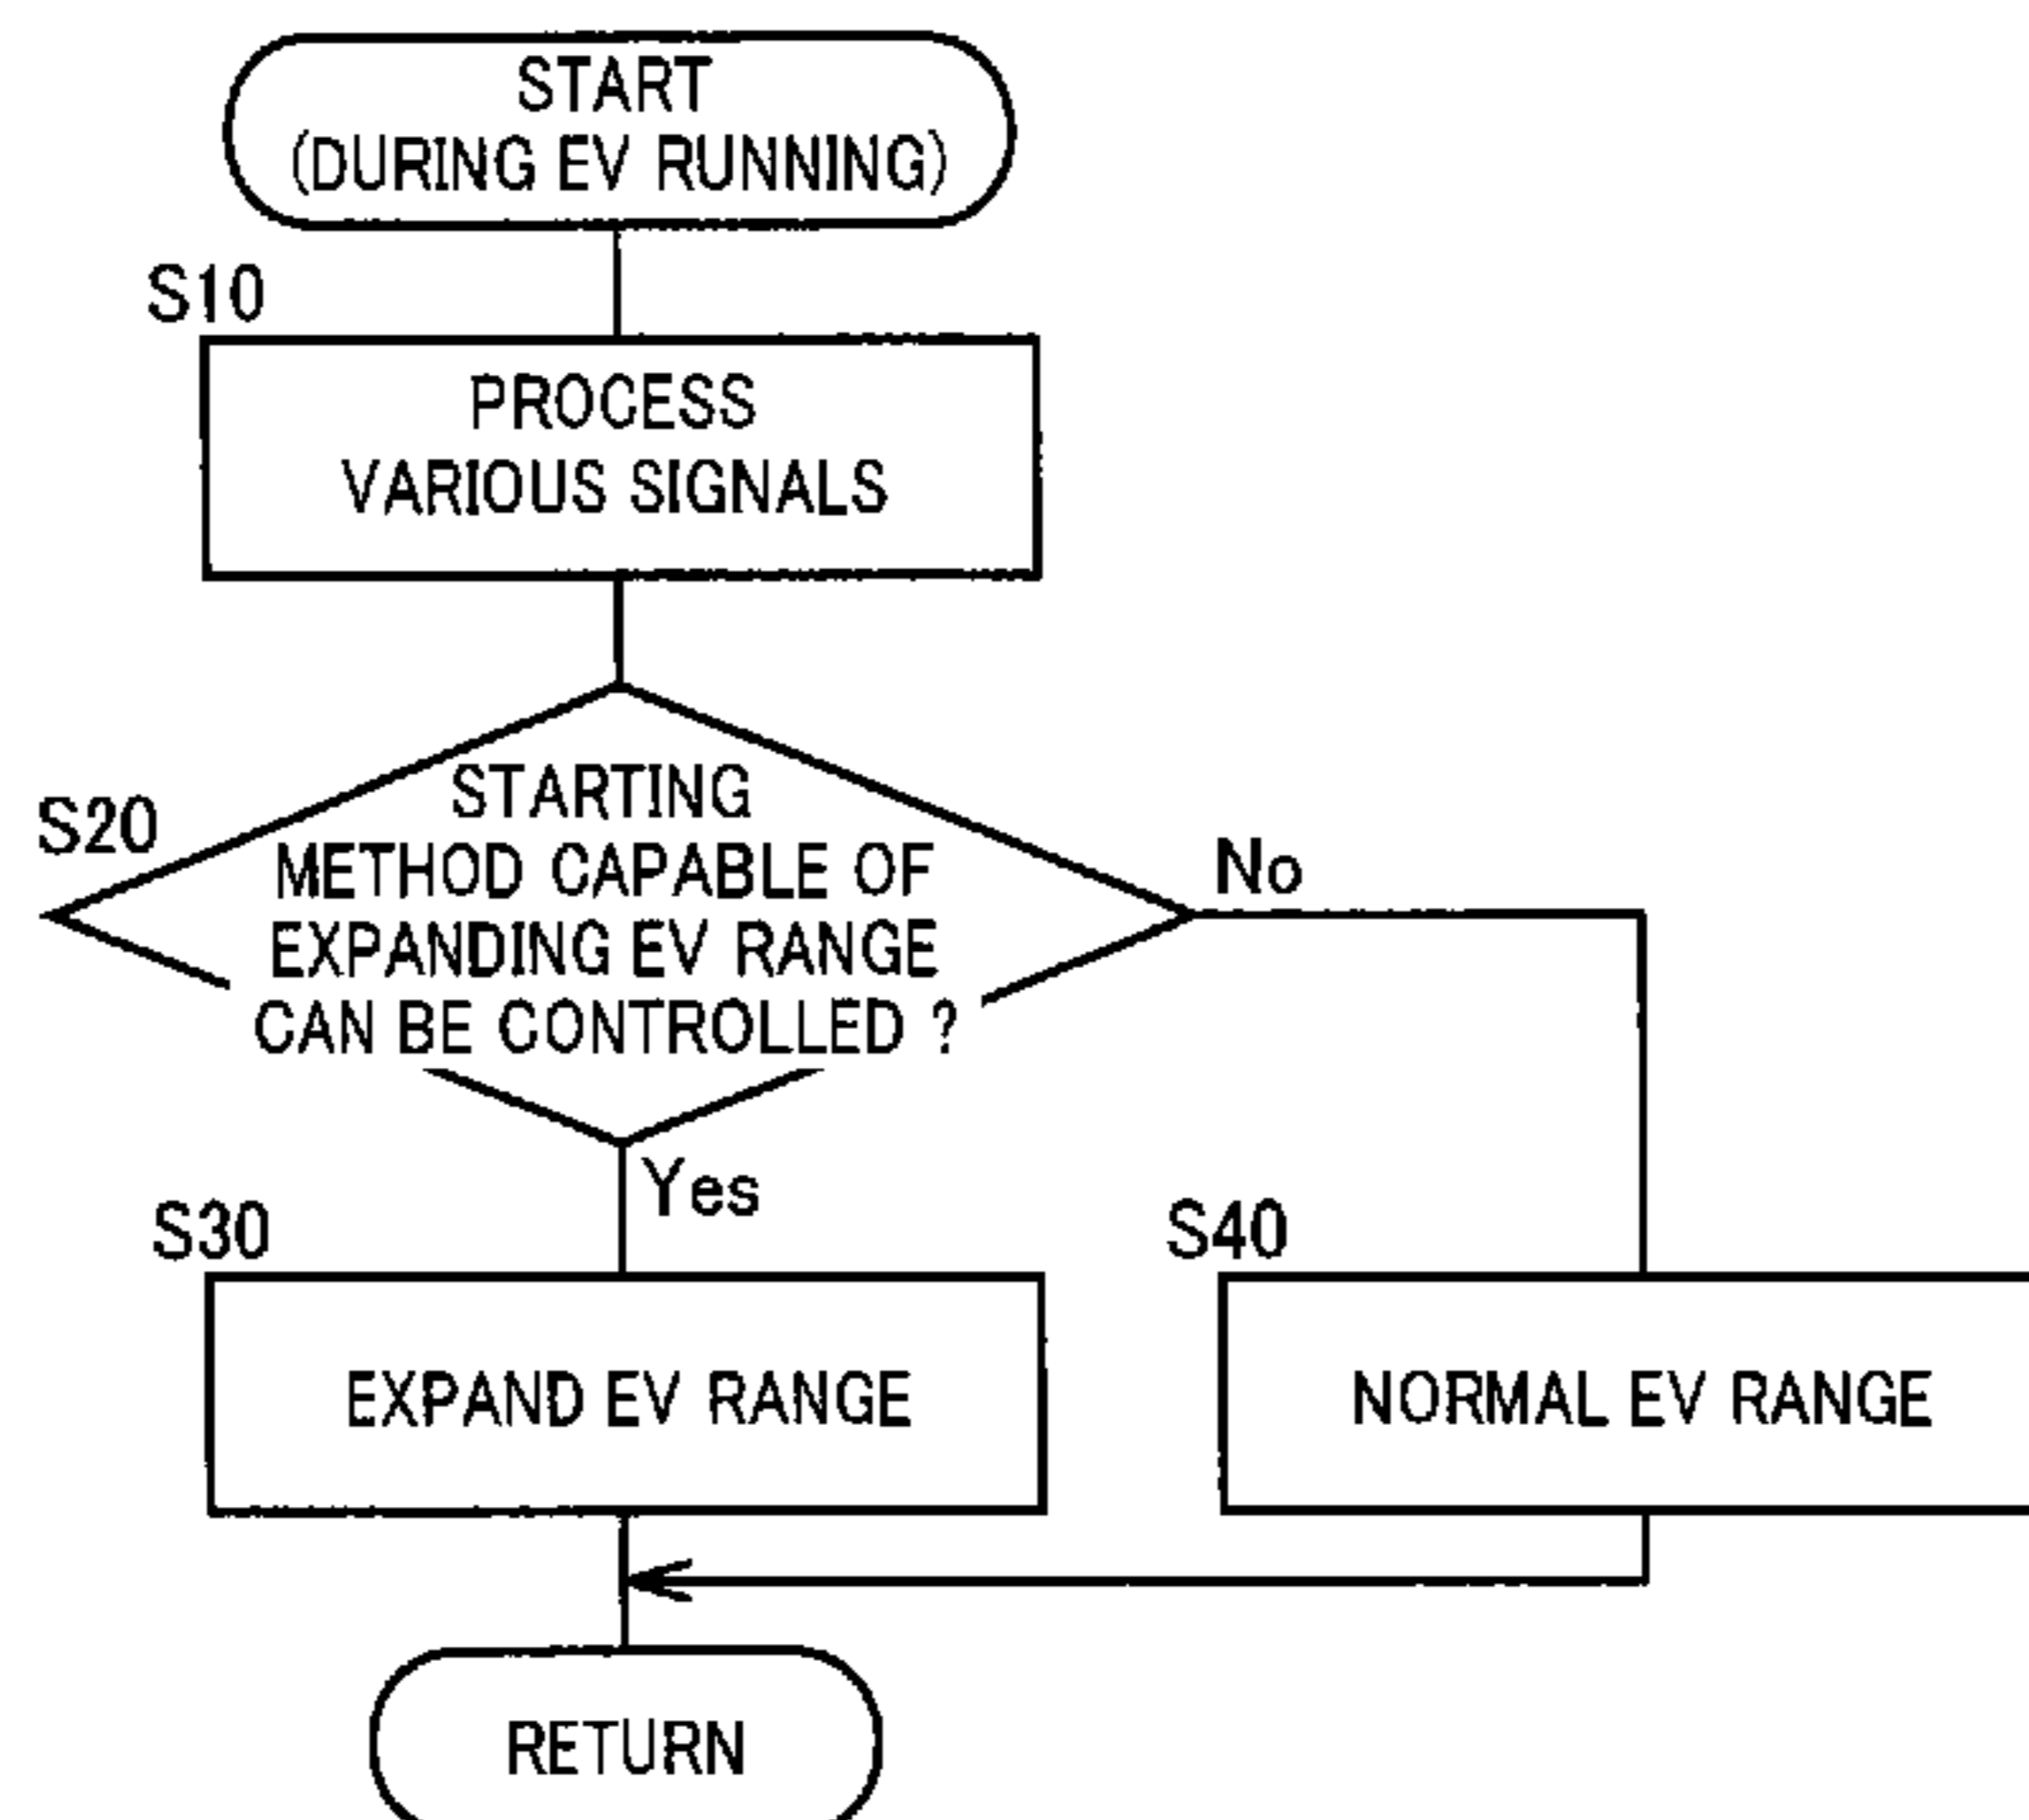 START
(DURING EV RUNNING)
S10
PROCESS
VARIOUS SIGNALS
S20
STARTING
METHOD CAPABLE OF
EXPANDING EV RANGE
CAN BE CONTROLLED ?
No
Yes
S30
EXPAND EV RANGE
S40
NORMAL EV RANGE
RETURN